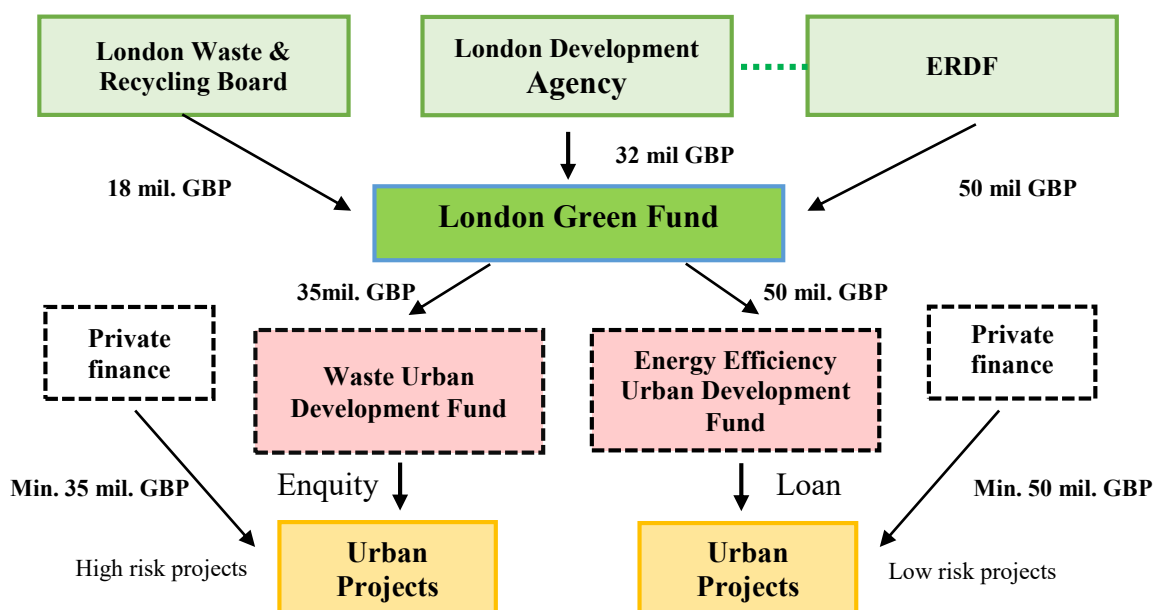 London Waste &
Recycling Board
London Development
Agency
ERDF
18 mil. GBP
32 mil GBP
50 mil GBP
London Green Fund
35mil. GBP
50 mil. GBP
Private
finance
Waste Urban
Development Fund
Energy Efficiency
Urban Development
Fund
Private
finance
Min. 35 mil. GBP
Enquity
Loan
Min. 50 mil. GBP
High risk projects
Urban
Projects
Urban
Projects
Low risk projects